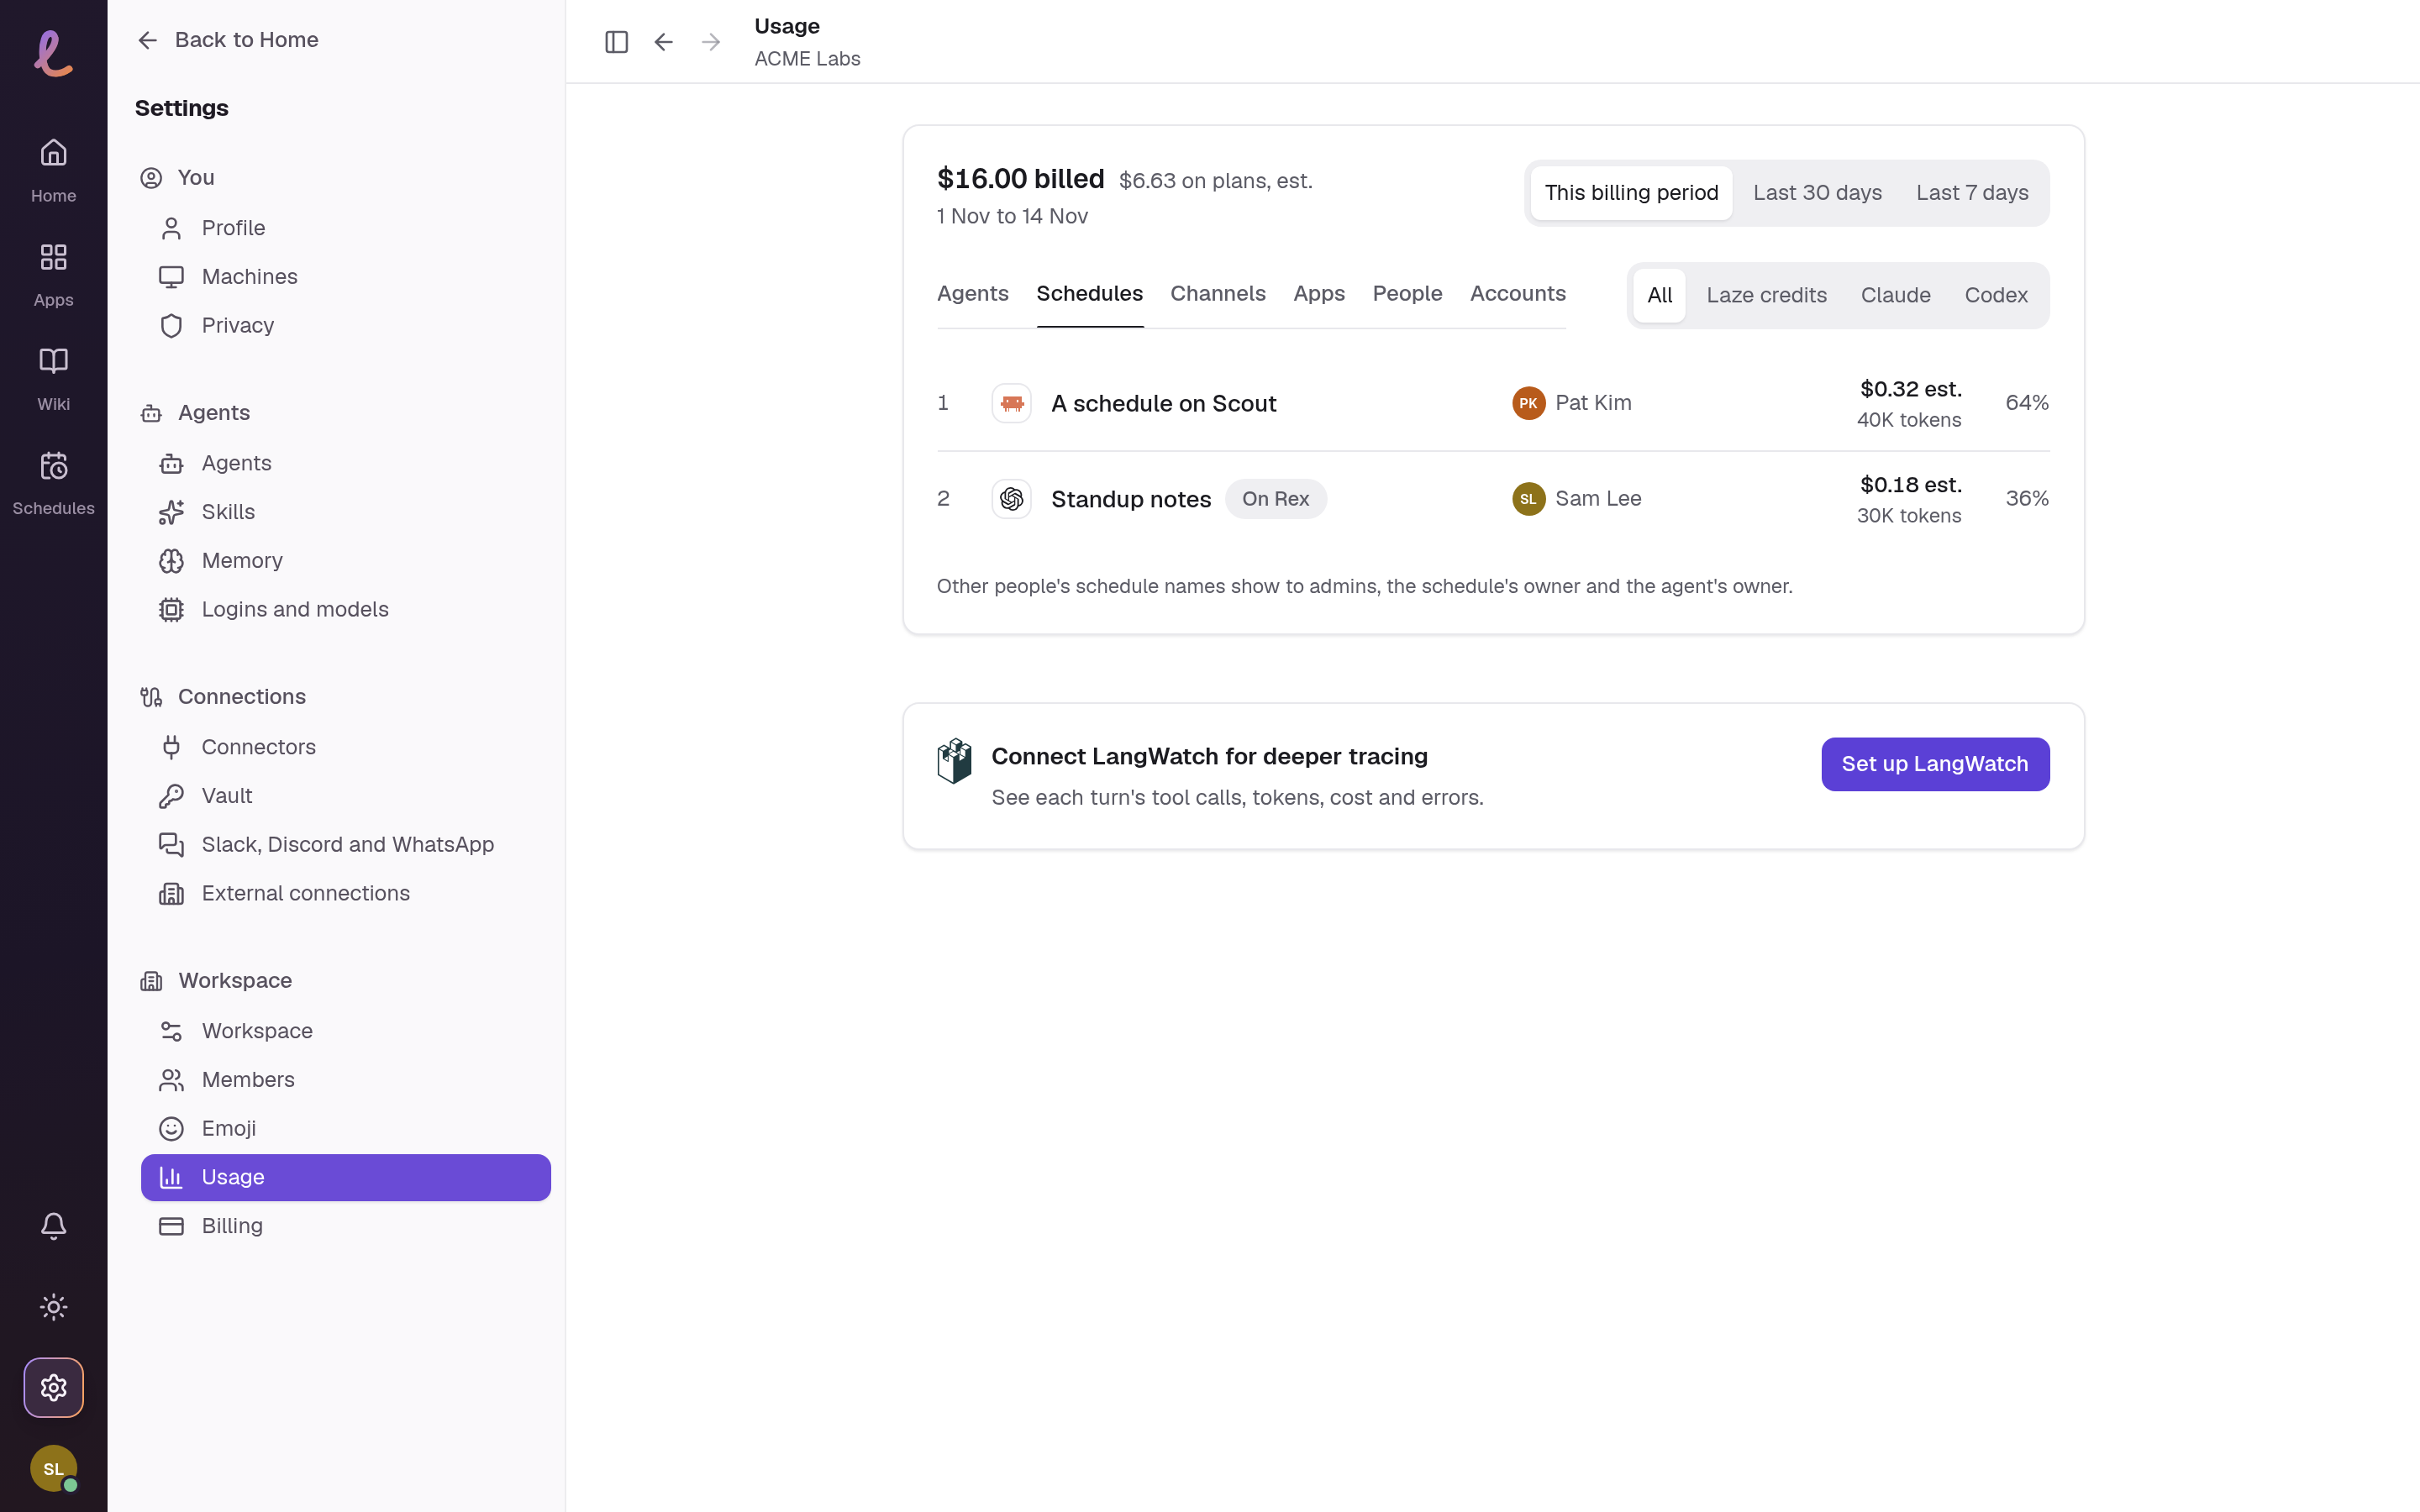 Back to Home
Settings
You
Profile
Machines
Privacy
Agents
Agents
Skills
Memory
Logins and models
Connections
Connectors
Vault
Slack, Discord and WhatsApp
External connections
Workspace
Workspace
Members
Emoji
Usage
Billing
Home
Apps
Wiki
Schedules
SL
Usage
ACME Labs
$16.00 billed $6.63 on plans, est.
1 Nov to 14 Nov
This billing period Last 30 days Last 7 days
Agents Schedules Channels Apps People Accounts
All Laze credits Claude Codex
1 A schedule on Scout PK Pat Kim $0.32 est. 64%
40K tokens
2 Standup notes On Rex SL Sam Lee $0.18 est. 36%
30K tokens
Other people's schedule names show to admins, the schedule's owner and the agent's owner.
Connect LangWatch for deeper tracing
See each turn's tool calls, tokens, cost and errors.
Set up LangWatch